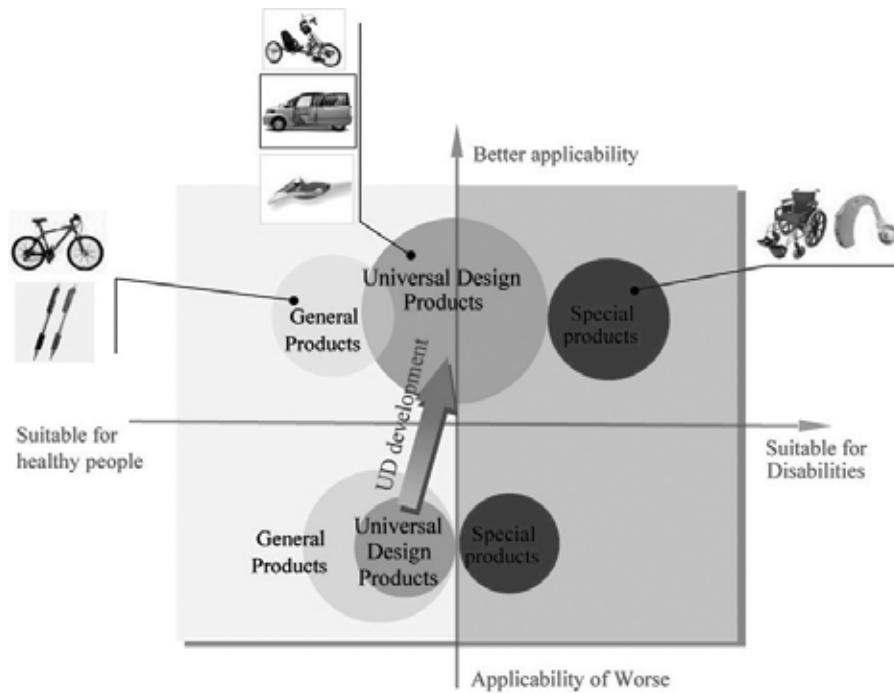 Better applicability
Universal Design
Products
General
Products
Special
products
UD development
Suitable for
healthy people
Suitable for
Disabilities
General
Products
Universal
Design
Products
Special
products
Applicability of Worse